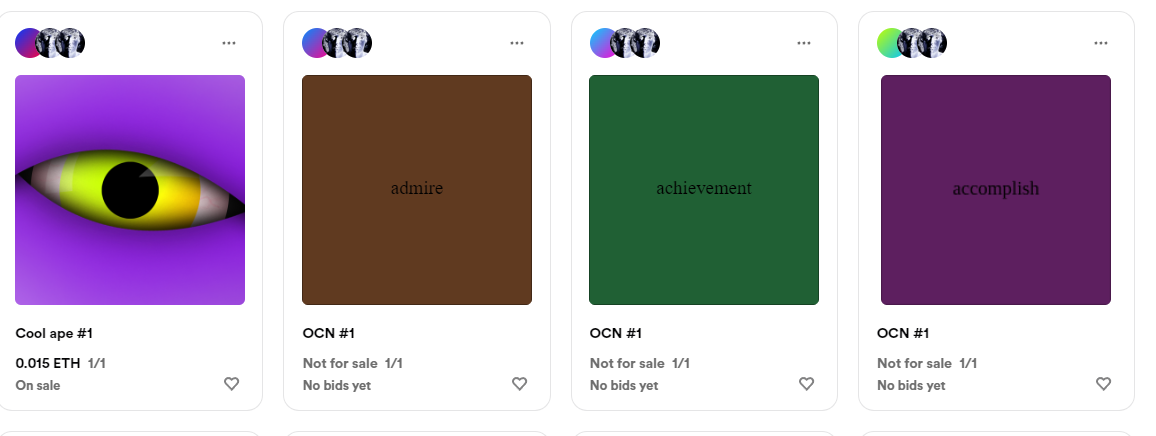 admire
achievement
accomplish
Cool ape #1
OCN #1
OCN #1
OCN #1
0.015 ETH 1/1
Not for sale 1/1
Not for sale 1/1
Not for sale 1/1
On sale
No bids yet
No bids yet
No bids yet